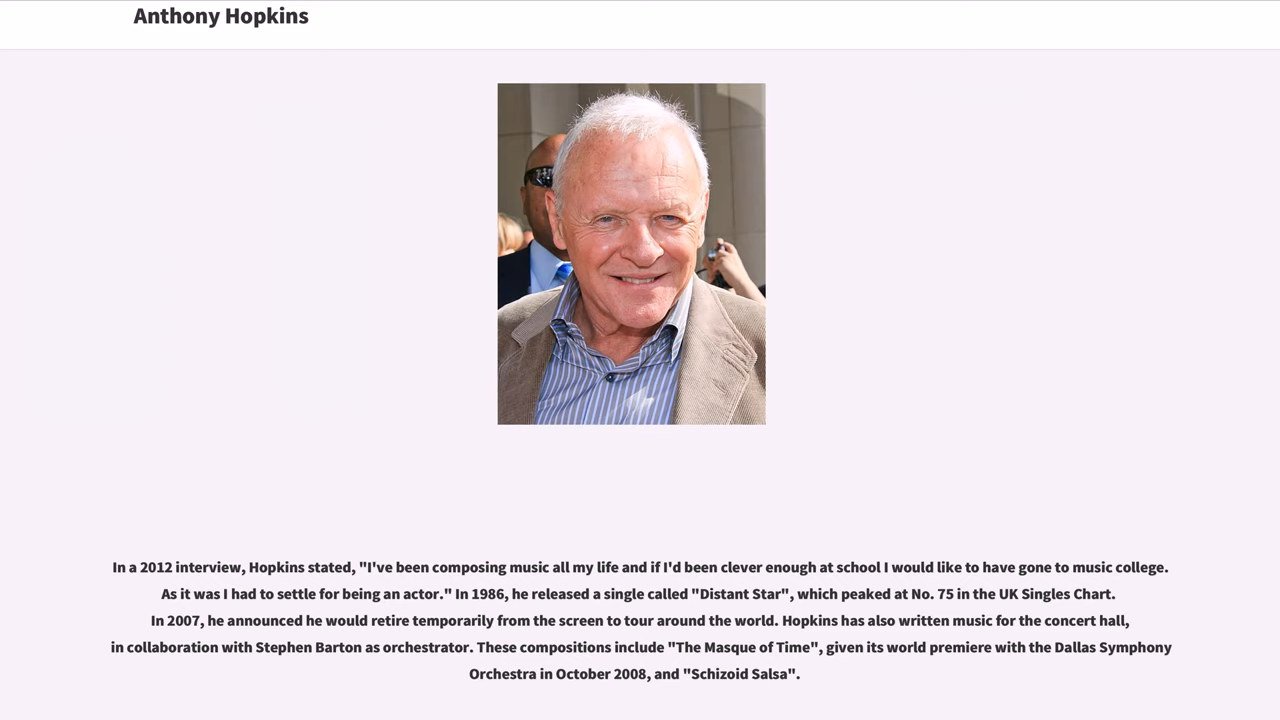 Anthony Hopkins
In a 2012 interview, Hopkins stated, "I've been composing music all my life and if I'd been clever enough at school I would like to have gone to music college.
As it was I had to settle for being an actor." In 1986, he released a single called "Distant Star", which peaked at No. 75 in the UK Singles Chart.
In 2007, he announced he would retire temporarily from the screen to tour around the world. Hopkins has also written music for the concert hall,
in collaboration with Stephen Barton as orchestrator. These compositions include "The Masque of Time", given its world premiere with the Dallas Symphony
Orchestra in October 2008, and "Schizoid Salsa".